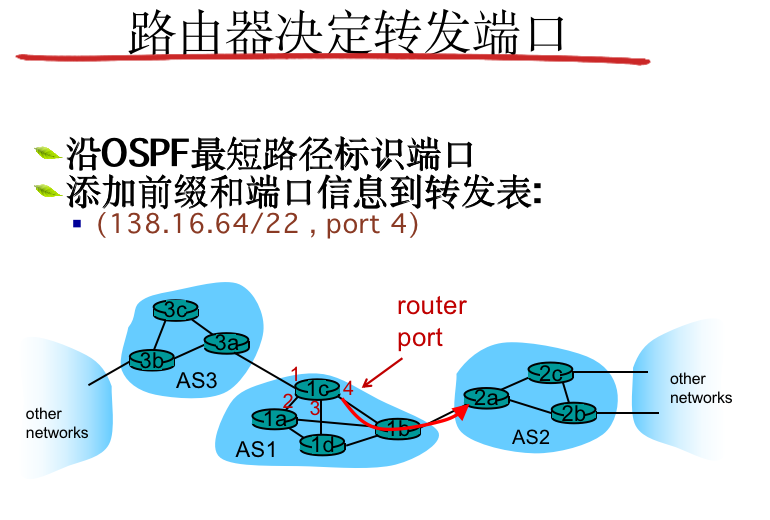 路由器决定转发端口
沿OSPF最短路径标识端口
添加前缀和端口信息到转发表:
(138.16.64/22 , port 4)
router
port
3c
3a
3b
AS3
1
1c
4
2
3
1a
1b
1d
AS1
2c
2a
2b
AS2
other
networks
other
networks